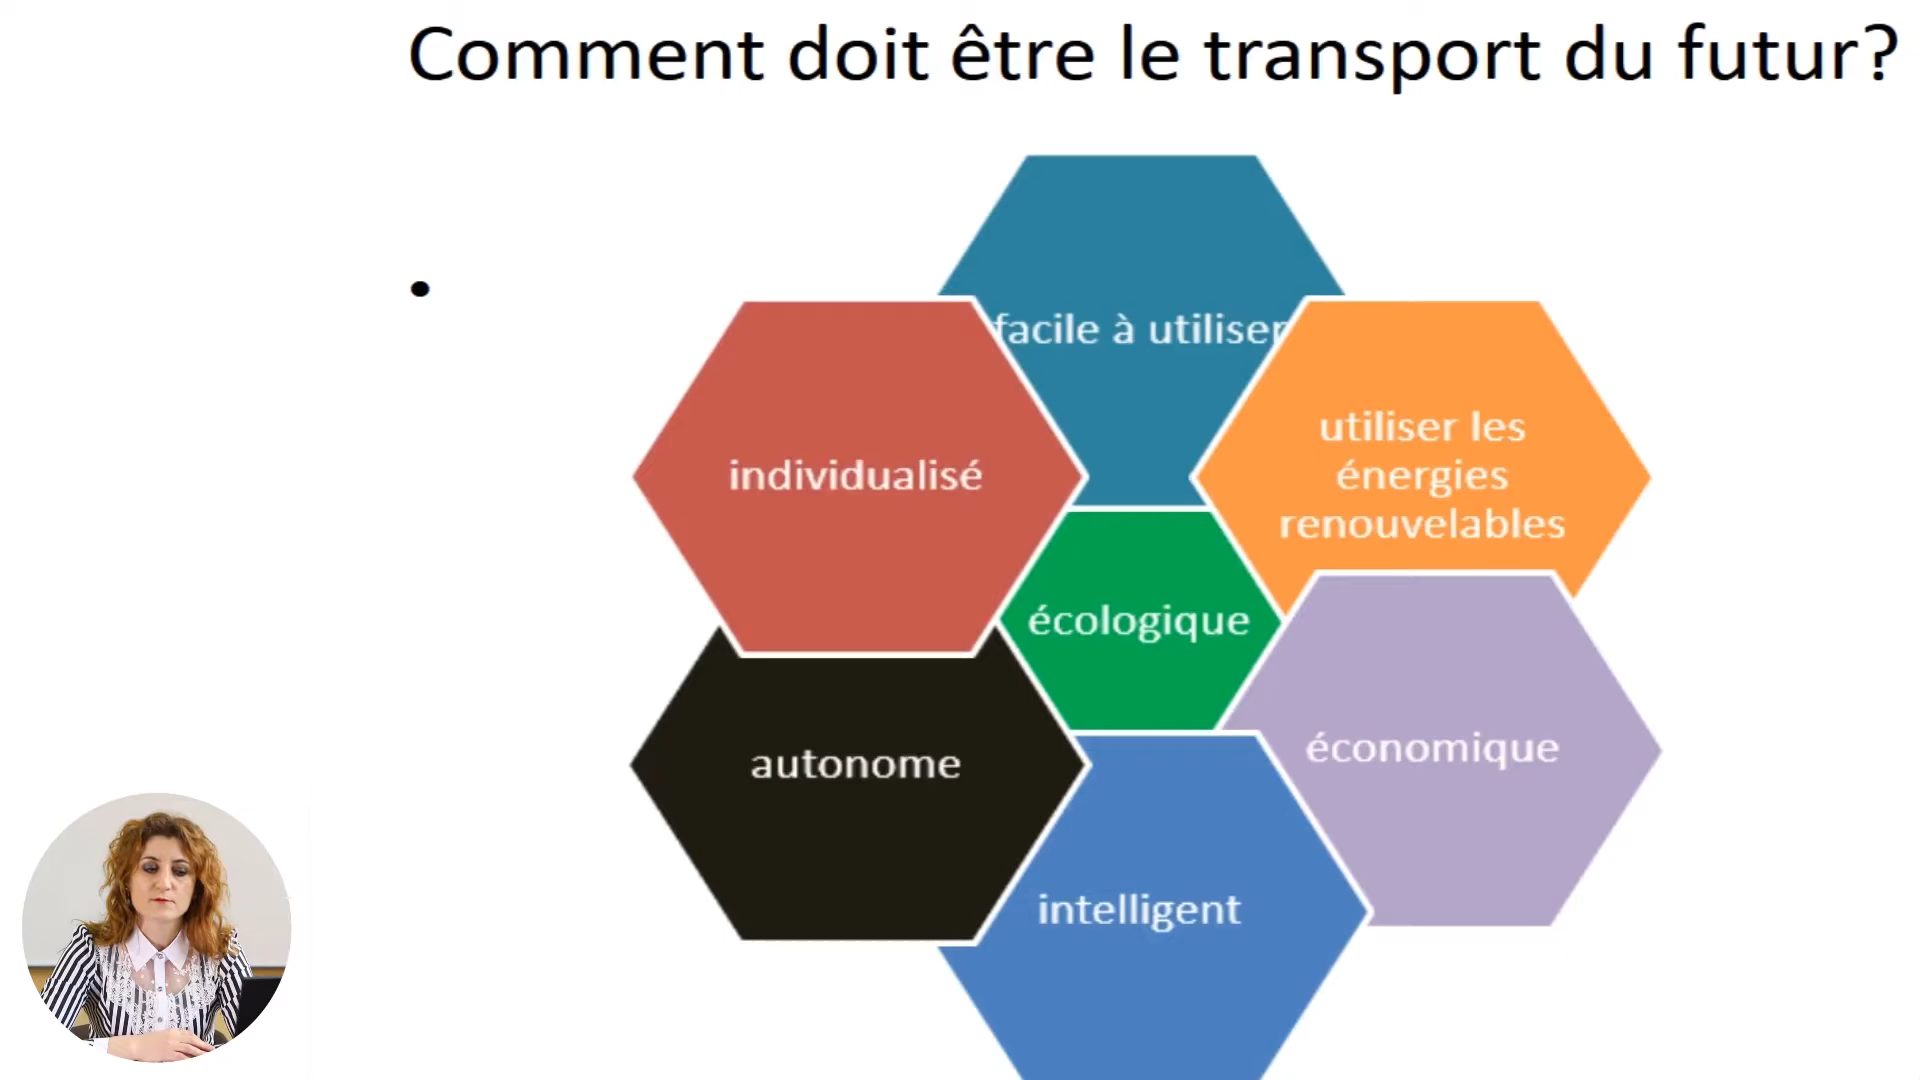 Comment doit être le transport du futur?
•
facile à utiliser
individualisé
utiliser les
énergies
renouvelables
écologique
économique
autonome
intelligent